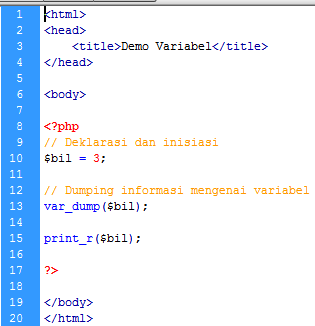 1 <html>
2 <head>
3 <title>Demo Variabel</title>
4 </head>
5
6 <body>
7
8 <?php
9 // Deklarasi dan inisiasi
10 $bil = 3;
11
12 // Dumping informasi mengenai variabel
13 var_dump($bil);
14
15 print_r($bil);
16
17 ?>
18
19 </body>
20 </html>